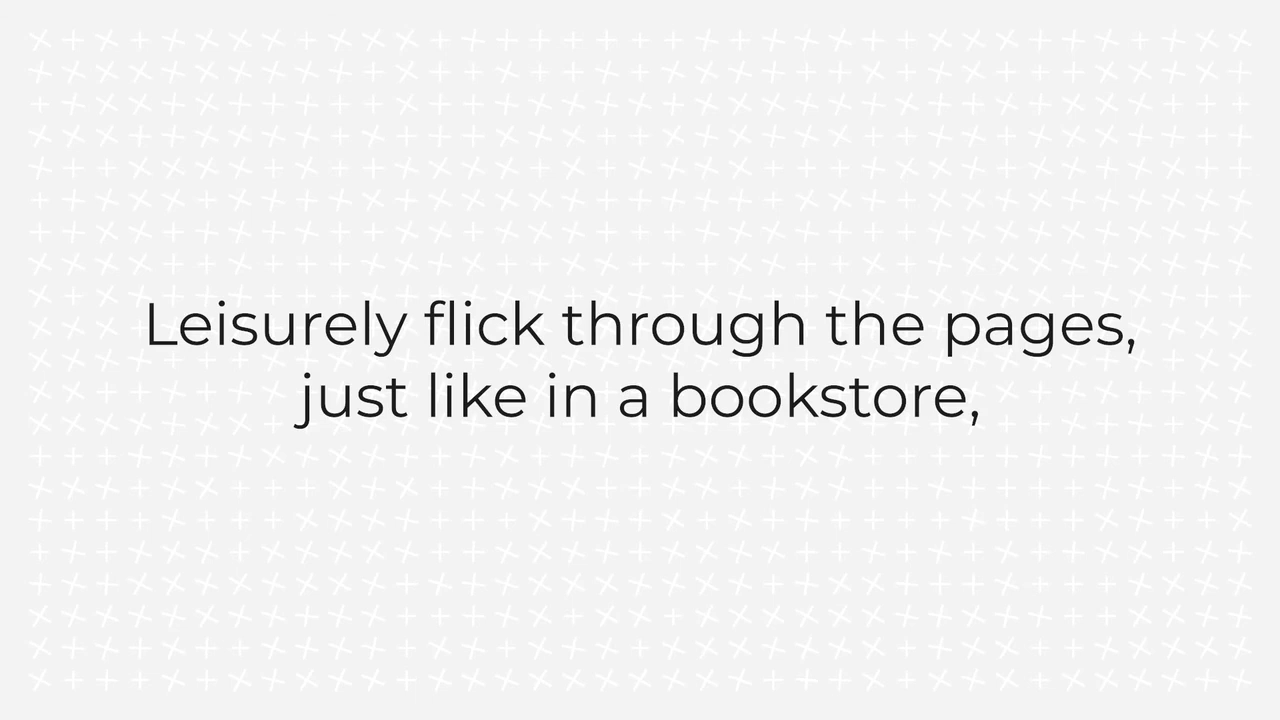 Leisurely flick through the pages,
just like in a bookstore,